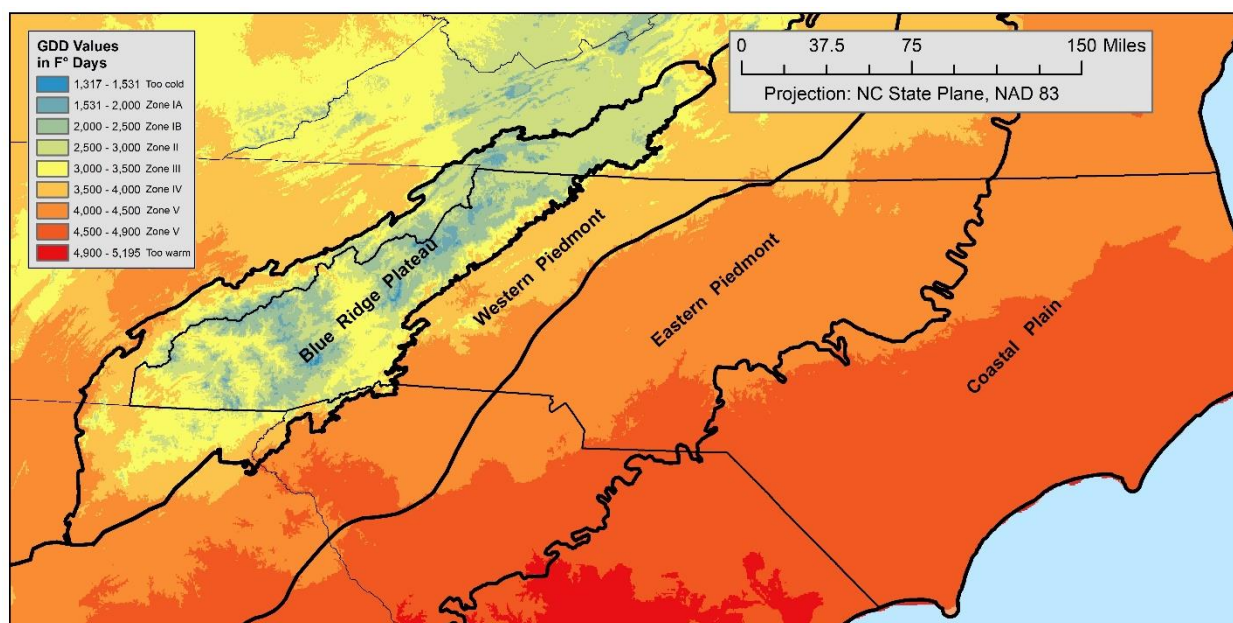 GDD Values
in F° Days
1,317 - 1,531 Too cold
1,531 - 2,000 Zone IA
2,000 - 2,500 Zone IB
2,500 - 3,000 Zone II
3,000 - 3,500 Zone III
3,500 - 4,000 Zone IV
4,000 - 4,500 Zone V
4,500 - 4,900 Zone V
4,900 - 5,195 Too warm
0 37.5 75 150 Miles
Projection: NC State Plane, NAD 83
Blue Ridge Plateau
Western Piedmont
Eastern Piedmont
Coastal Plain